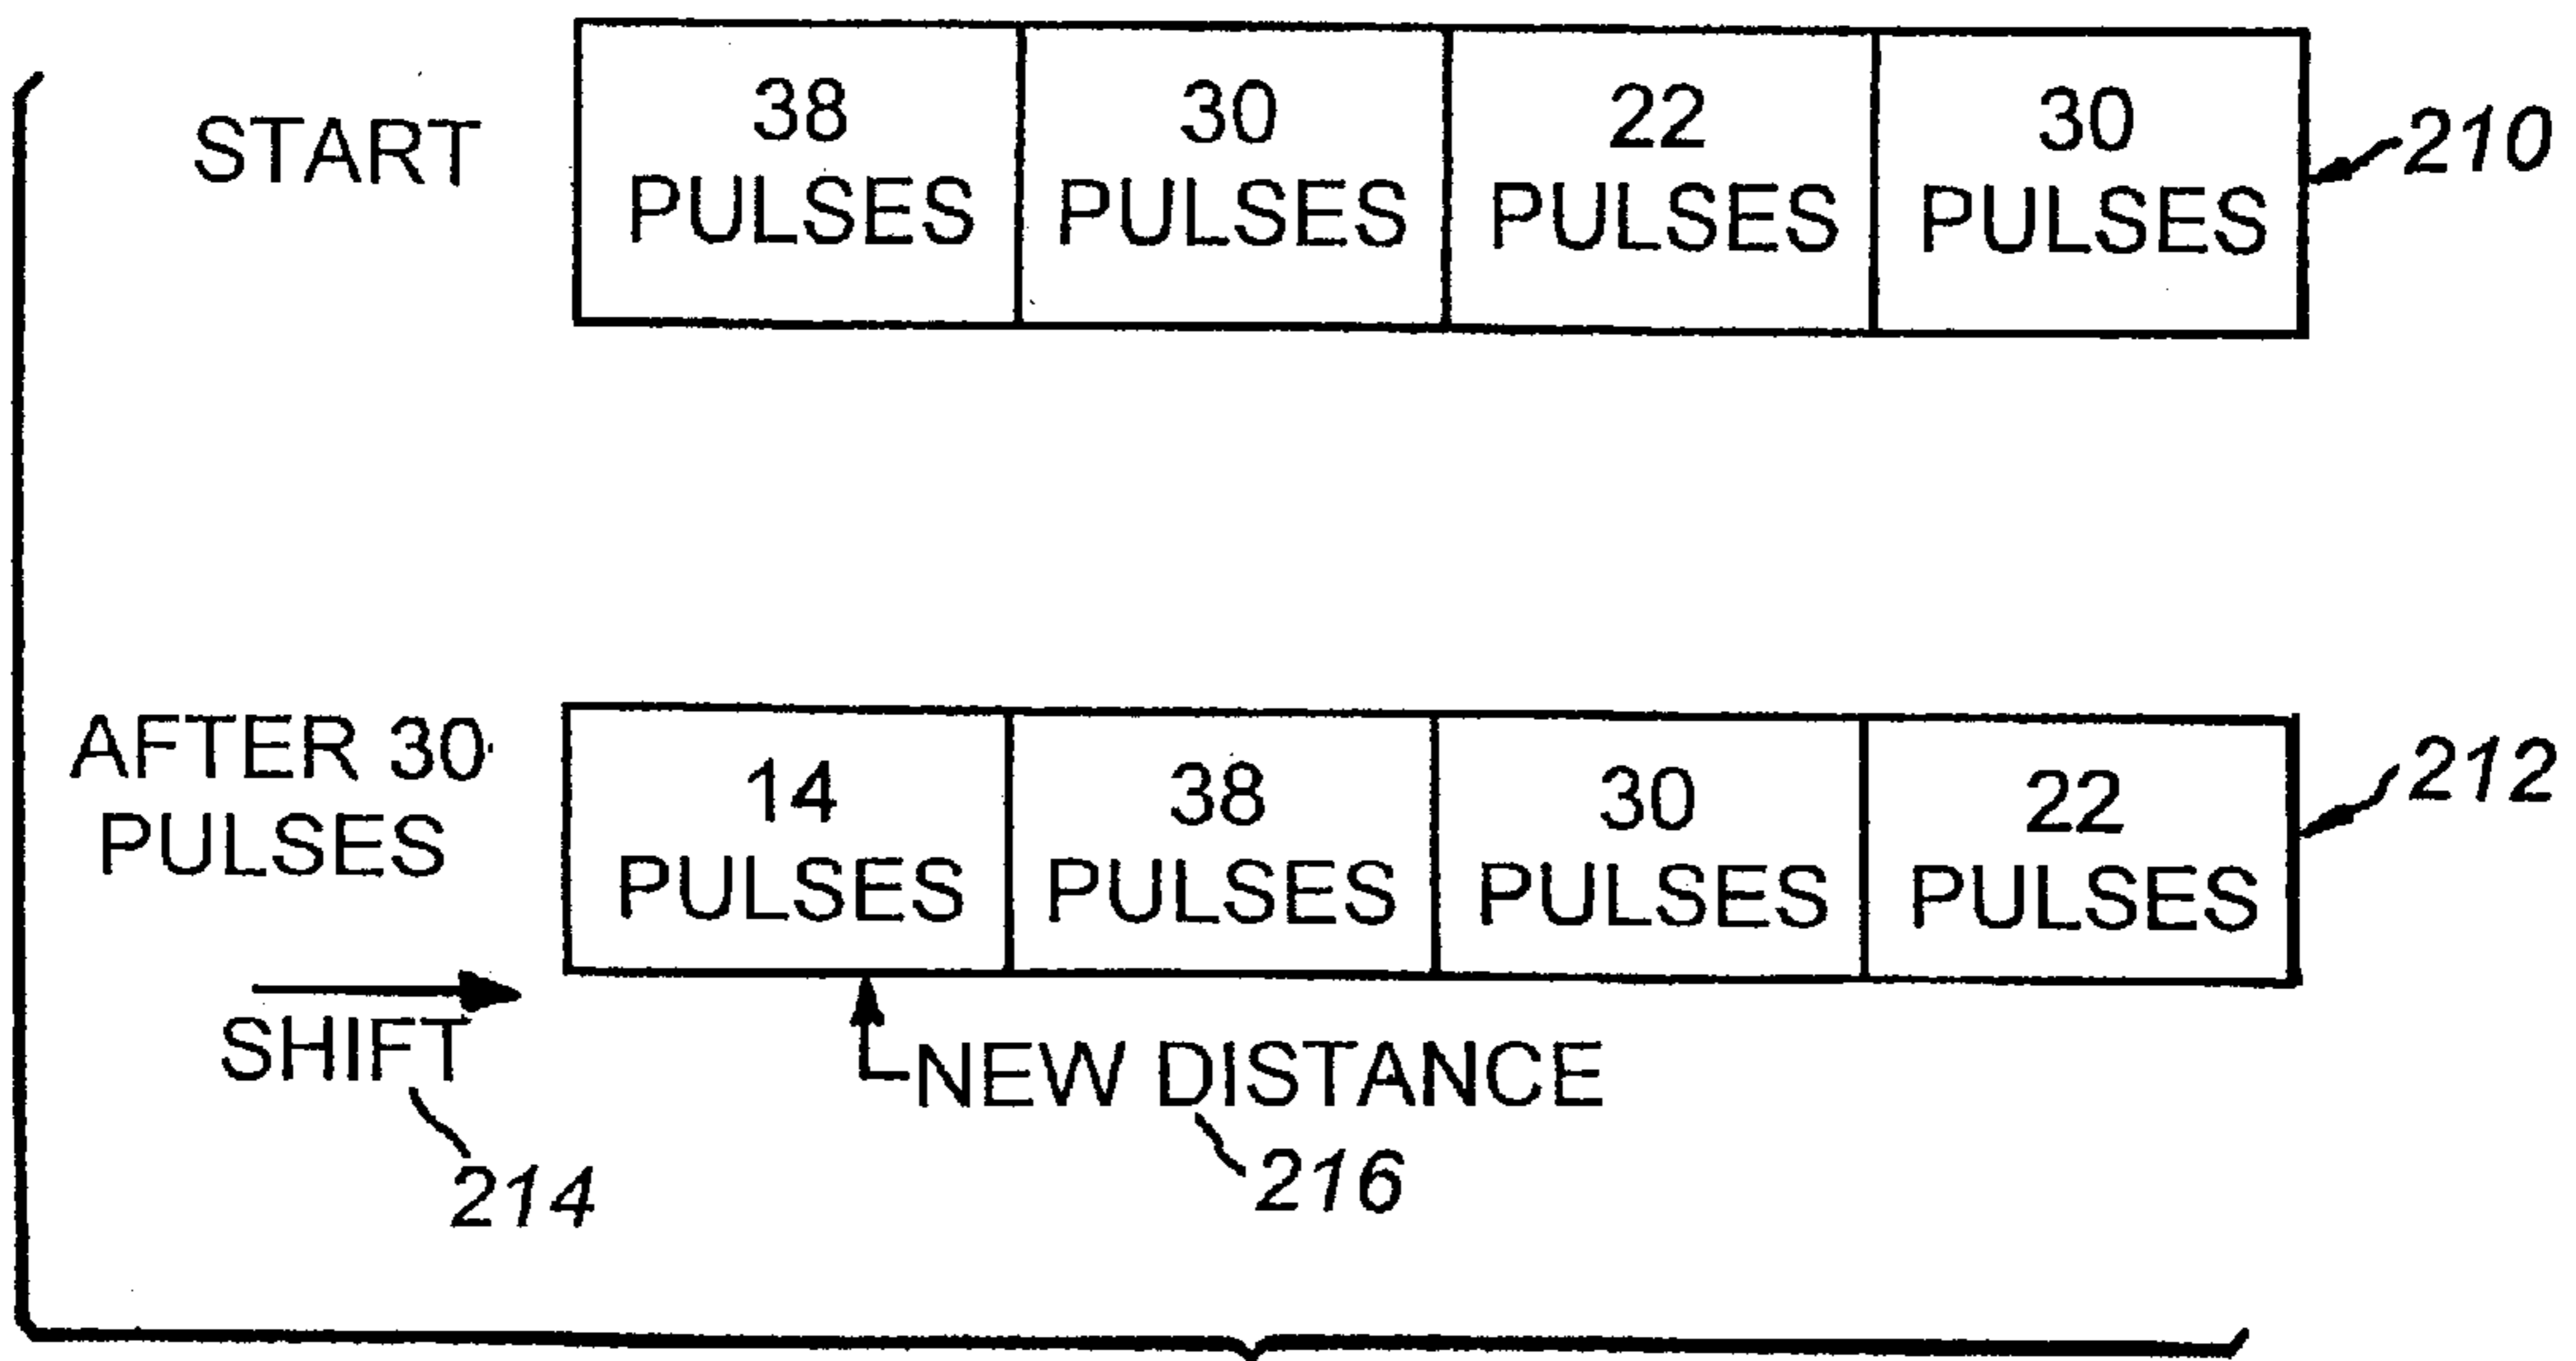 START
38 PULSES
30 PULSES
22 PULSES
30 PULSES
210
AFTER 30
PULSES
14 PULSES
38 PULSES
30 PULSES
22 PULSES
212
SHIFT
214
NEW DISTANCE
216